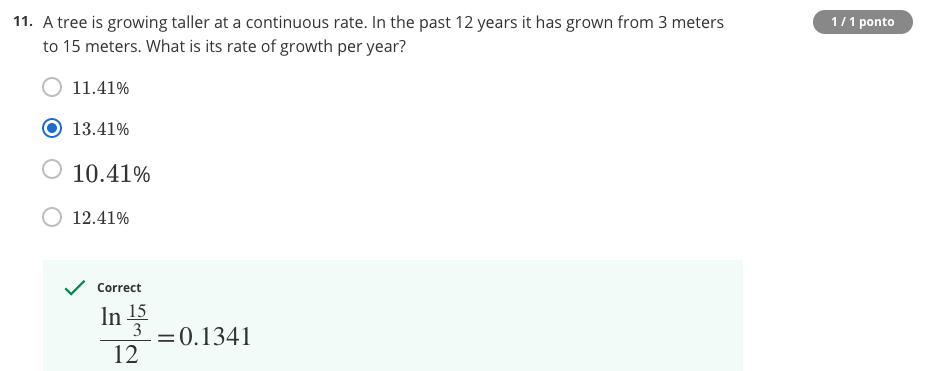 11. A tree is growing taller at a continuous rate. In the past 12 years it has grown from 3 meters
to 15 meters. What is its rate of growth per year?
1 / 1 ponto
11.41%
13.41%
10.41%
12.41%
Correct
ln 15/3
/12 = 0.1341